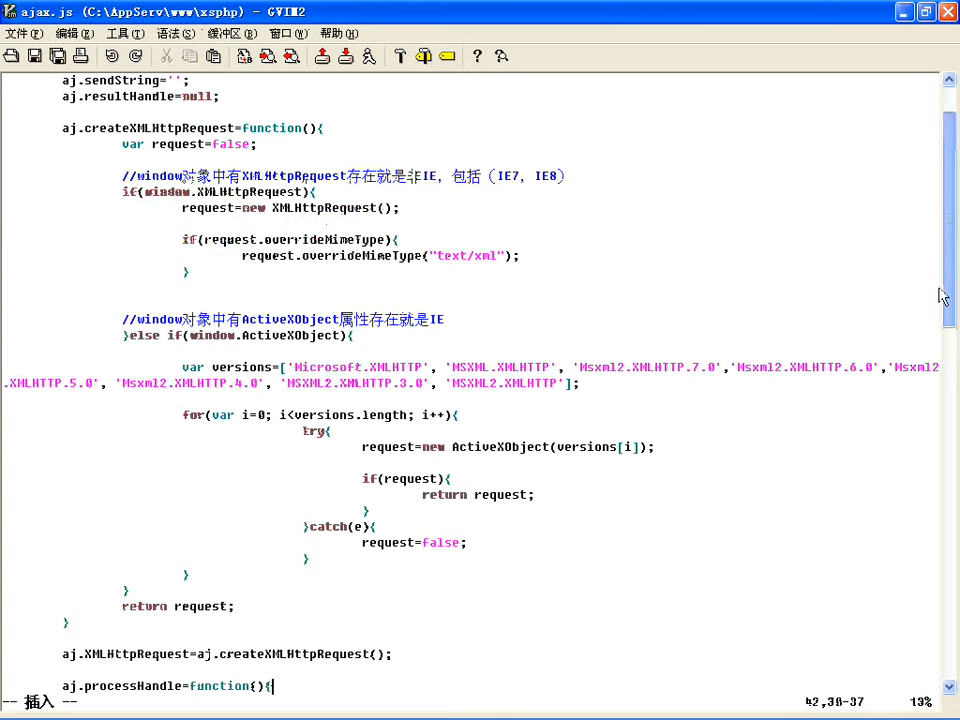 ajax.js (C:\AppServ\www\xsphp) - GVIM2
文件(F) 编辑(E) 工具(T) 语法(S) 缓冲区(B) 窗口(W) 帮助(H)
aj.sendString='';
aj.resultHandle=null;
aj.createXMLHttpRequest=function(){
var request=false;
//window对象中有XMLHttpRequest存在就是非IE, 包括（IE7, IE8）
if(window.XMLHttpRequest){
request=new XMLHttpRequest();
if(request.overrideMimeType){
request.overrideMimeType("text/xml");
}
//window对象中有ActiveXObject属性存在就是IE
}else if(window.ActiveXObject){
var versions=['Microsoft.XMLHTTP', 'MSXML.XMLHTTP', 'Msxml2.XMLHTTP.7.0','Msxml2.XMLHTTP.6.0','Msxml2
.XMLHTTP.5.0', 'Msxml2.XMLHTTP.4.0', 'MSXML2.XMLHTTP.3.0', 'MSXML2.XMLHTTP'];
for(var i=0; i<versions.length; i++){
try{
request=new ActiveXObject(versions[i]);
if(request){
return request;
}
}catch(e){
request=false;
}
}
}
return request;
}
aj.XMLHttpRequest=aj.createXMLHttpRequest();
aj.processHandle=function(){
-- 插入 -- 42,30-37 13%